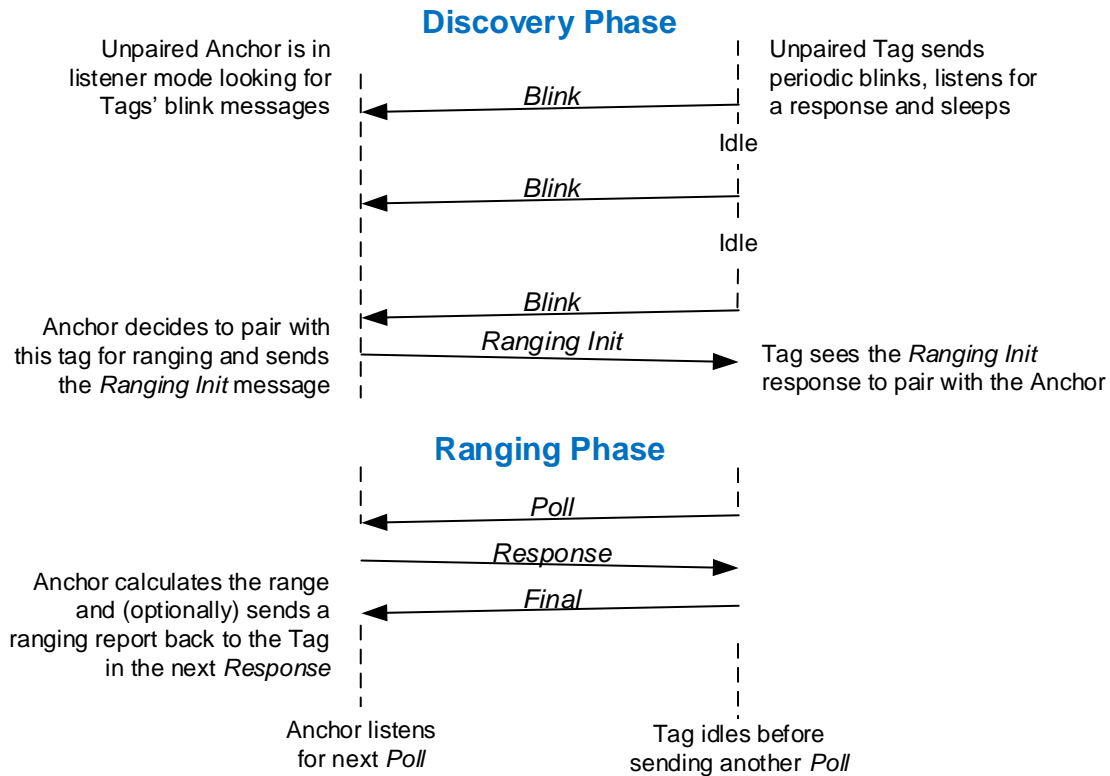 Discovery Phase
Unpaired Anchor is in
listener mode looking for
Tags’ blink messages
Unpaired Tag sends
periodic blinks, listens for
a response and sleeps
Blink
Idle
Blink
Idle
Blink
Anchor decides to pair with
this tag for ranging and sends
the Ranging Init message
Ranging Init
Tag sees the Ranging Init
response to pair with the Anchor
Ranging Phase
Poll
Response
Anchor calculates the range
and (optionally) sends a
ranging report back to the Tag
in the next Response
Final
Anchor listens
for next Poll
Tag idles before
sending another Poll